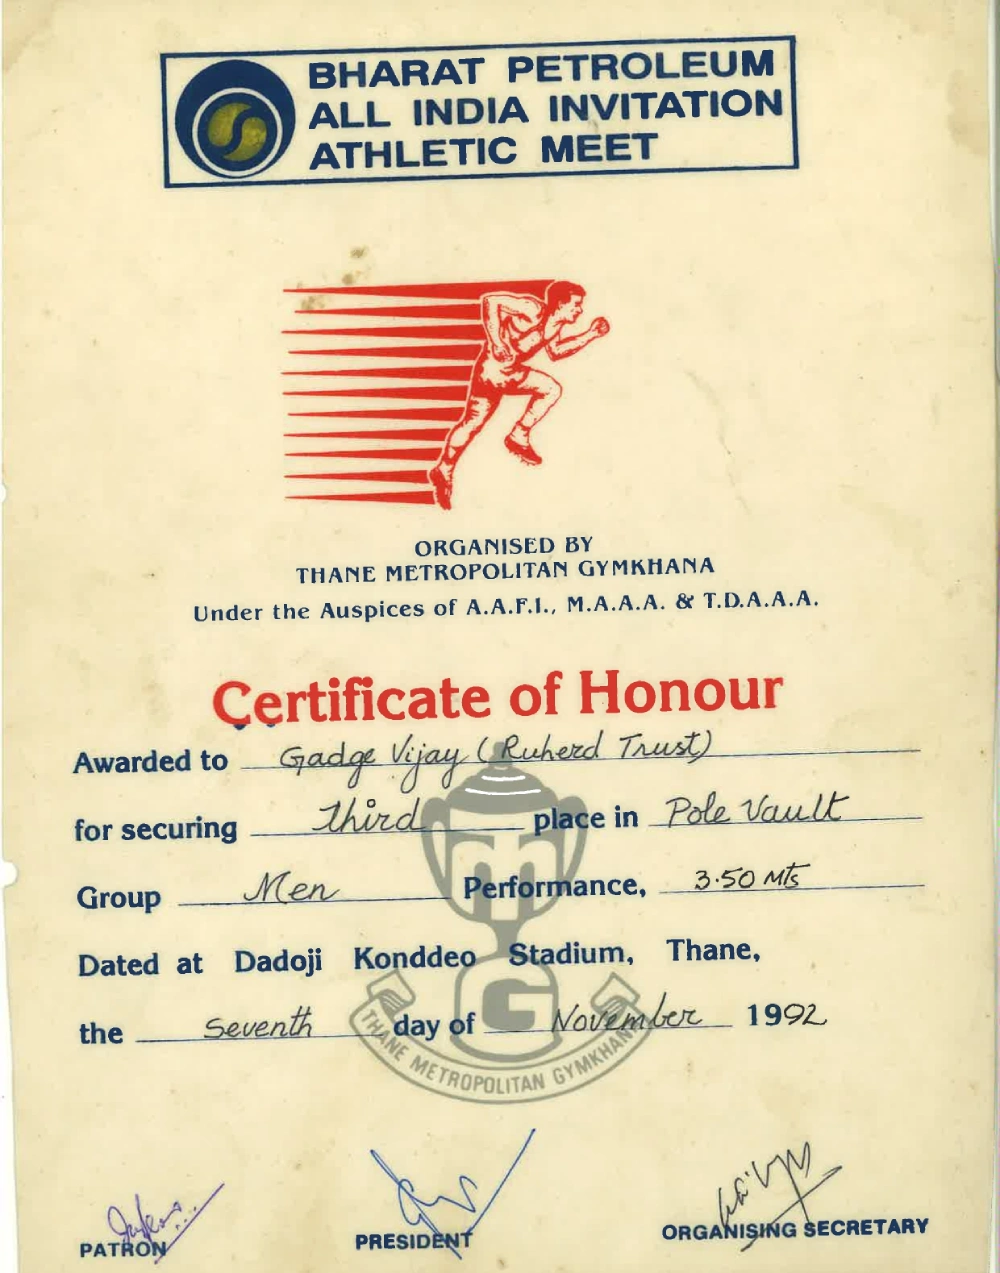 BHARAT PETROLEUM
ALL INDIA INVITATION
ATHLETIC MEET
ORGANISED BY
THANE METROPOLITAN GYMKHANA
Under the Auspices of A.A.F.I., M.A.A.A. & T.D.A.A.A.
Certificate of Honour
Awarded to Gadge Vijay (Ruherd Trust)
for securing Third place in Pole Vault
Group Men Performance, 3.50 Mts
Dated at Dadoji Konddeo Stadium, Thane,
the Seventh day of November 1992
TMG
THANE METROPOLITAN GYMKHANA
PATRON PRESIDENT ORGANISING SECRETARY